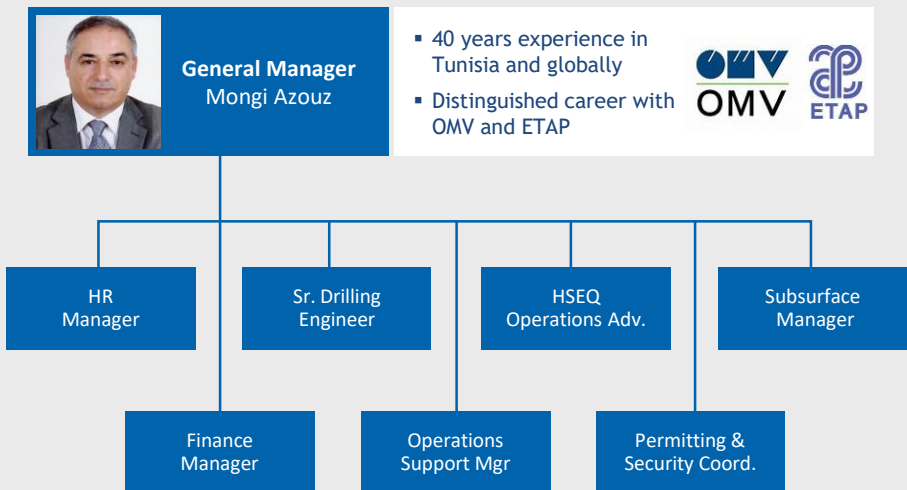 General Manager
Mongi Azouz
▪ 40 years experience in
Tunisia and globally
▪ Distinguished career with
OMV and ETAP
OMV
OMV
ETAP
HR
Manager
Sr. Drilling
Engineer
HSEQ
Operations Adv.
Subsurface
Manager
Finance
Manager
Operations
Support Mgr
Permitting &
Security Coord.